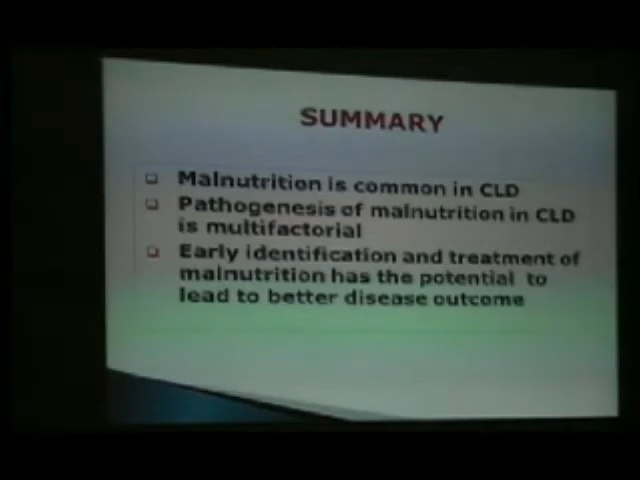 SUMMARY
Malnutrition is common in CLD
Pathogenesis of malnutrition in CLD
is multifactorial
Early identification and treatment of
malnutrition has the potential to
lead to better disease outcome